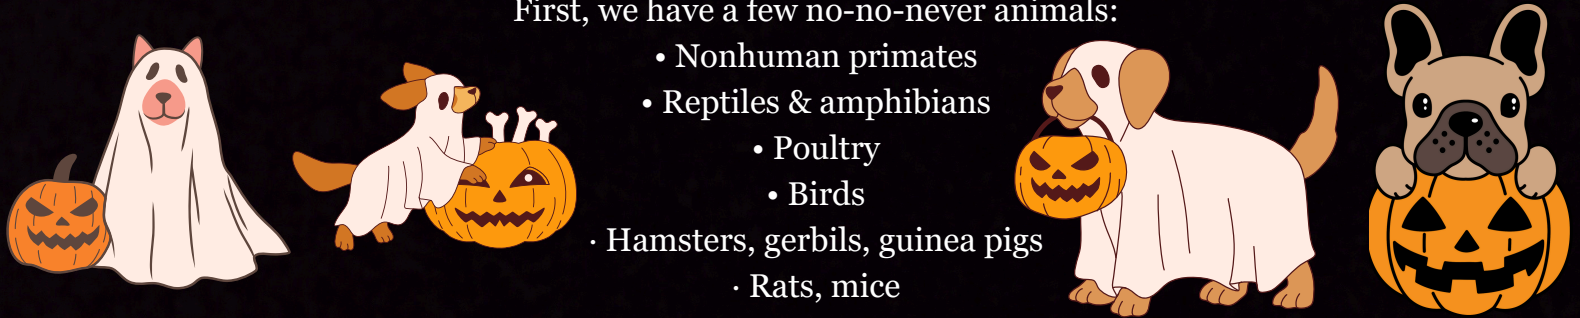 First, we have a few no-no-never animals:
• Nonhuman primates
• Reptiles & amphibians
• Poultry
• Birds
· Hamsters, gerbils, guinea pigs
· Rats, mice